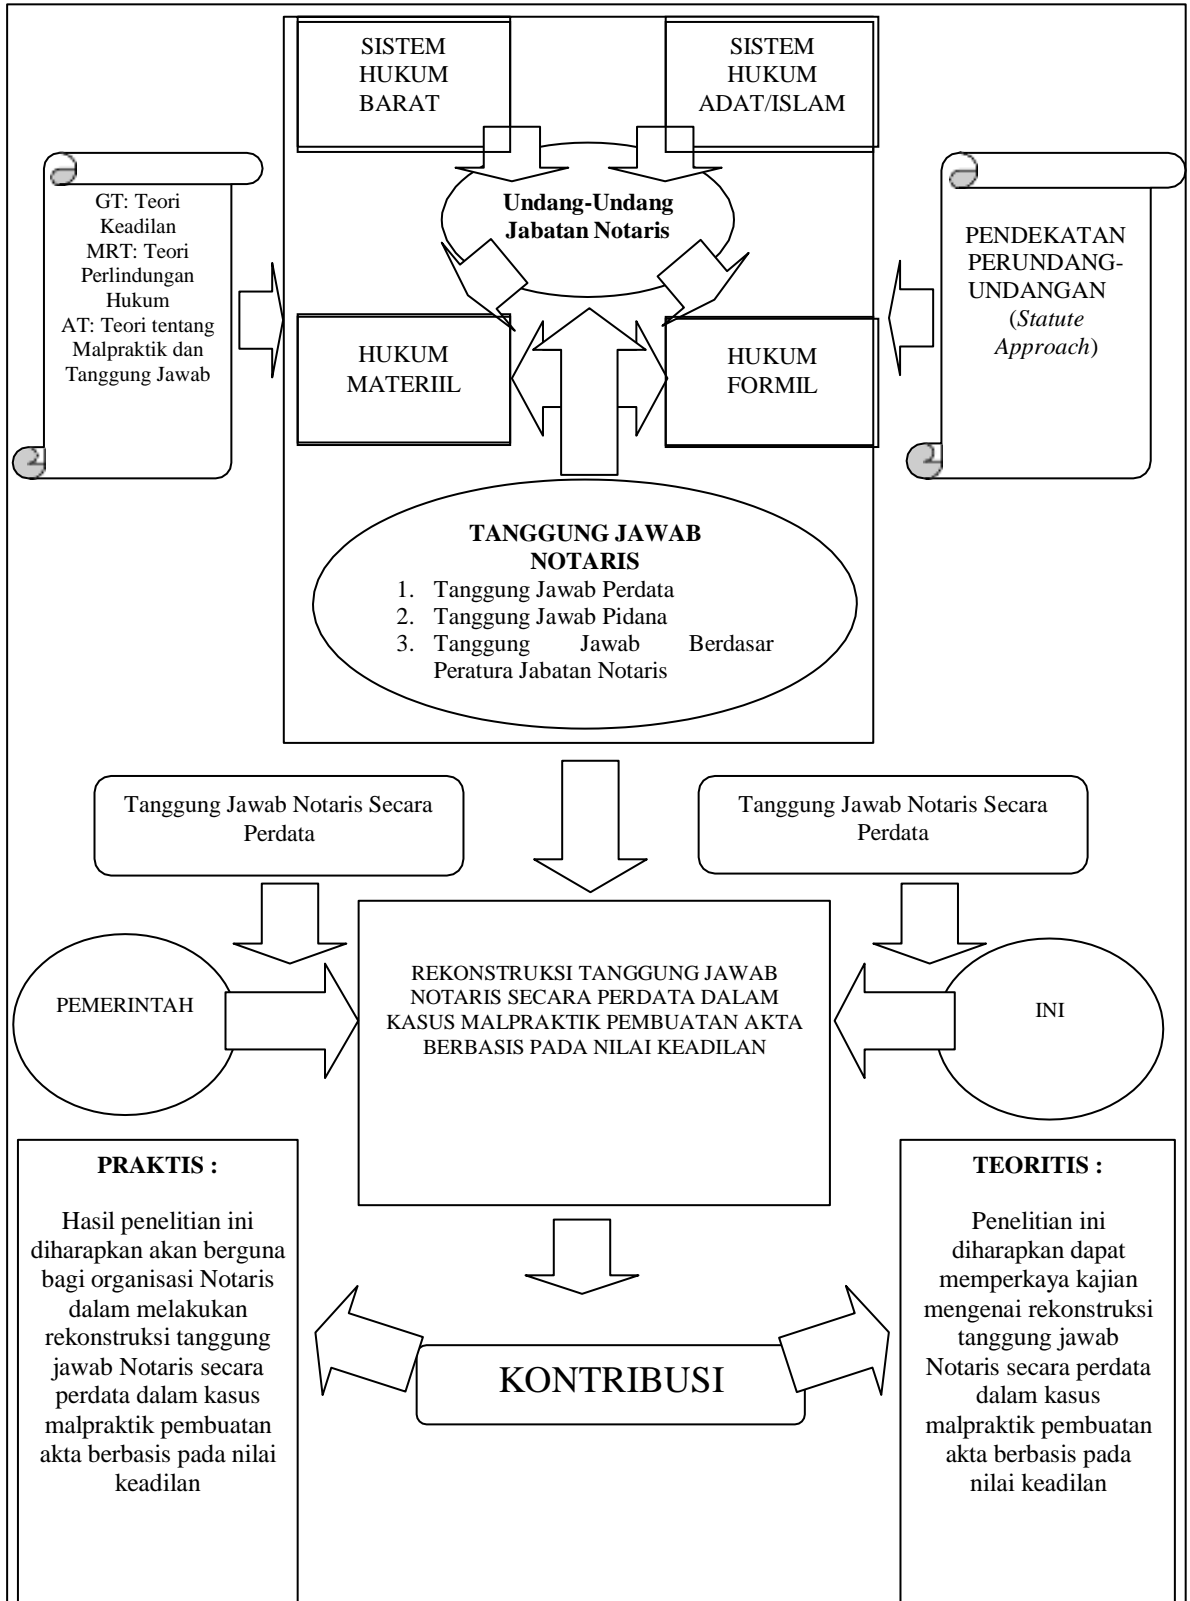 SISTEM
HUKUM
BARAT
SISTEM
HUKUM
ADAT/ISLAM
Undang-Undang
Jabatan Notaris
GT: Teori
Keadilan
MRT: Teori
Perlindungan
Hukum
AT: Teori tentang
Malpraktik dan
Tanggung Jawab
PENDEKATAN
PERUNDANG-
UNDANGAN
(Statute
Approach)
HUKUM
MATERIIL
HUKUM
FORMIL
TANGGUNG JAWAB
NOTARIS
1. Tanggung Jawab Perdata
2. Tanggung Jawab Pidana
3. Tanggung Jawab Berdasar
Peratura Jabatan Notaris
Tanggung Jawab Notaris Secara
Perdata
Tanggung Jawab Notaris Secara
Perdata
PEMERINTAH
REKONSTRUKSI TANGGUNG JAWAB
NOTARIS SECARA PERDATA DALAM
KASUS MALPRAKTIK PEMBUATAN AKTA
BERBASIS PADA NILAI KEADILAN
INI
PRAKTIS :
Hasil penelitian ini
diharapkan akan berguna
bagi organisasi Notaris
dalam melakukan
rekonstruksi tanggung
jawab Notaris secara
perdata dalam kasus
malpraktik pembuatan
akta berbasis pada nilai
keadilan
KONTRIBUSI
TEORITIS :
Penelitian ini
diharapkan dapat
memperkaya kajian
mengenai rekonstruksi
tanggung jawab
Notaris secara perdata
dalam kasus
malpraktik pembuatan
akta berbasis pada
nilai keadilan